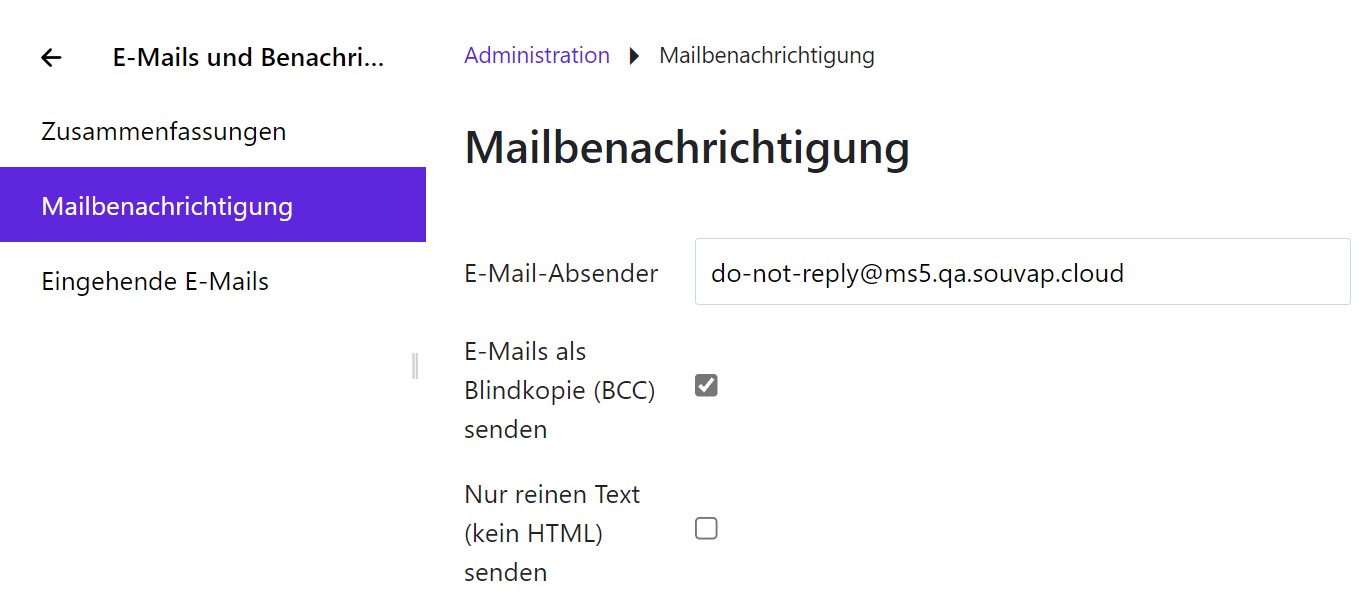 E-Mails und Benachri...
Zusammenfassungen
Mailbenachrichtigung
Eingehende E-Mails
Administration Mailbenachrichtigung
Mailbenachrichtigung
E-Mail-Absender do-not-reply@ms5.qa.souvap.cloud
E-Mails als
Blindkopie (BCC)
senden
Nur reinen Text
(kein HTML)
senden